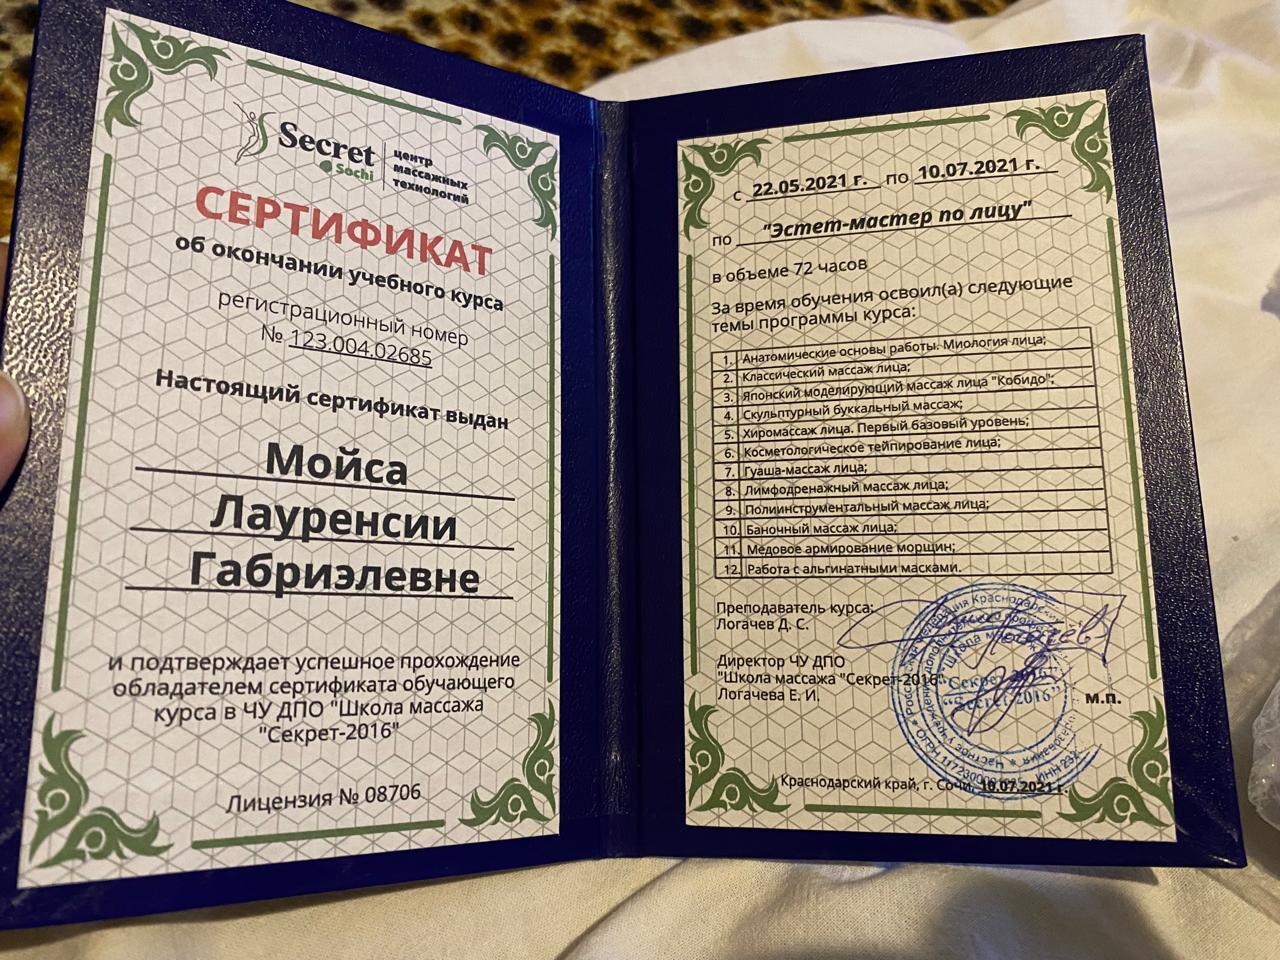 Secret
Sochi
центр
массажных
технологий
СЕРТИФИКАТ
об окончании учебного курса
регистрационный номер
№ 123.004.02685
Настоящий сертификат выдан
Мойса
Лауренсии
Габриэлевне
и подтверждает успешное прохождение
обладателем сертификата обучающего
курса в ЧУ ДПО "Школа массажа
"Секрет-2016"
Лицензия № 08706
с 22.05.2021 г. по 10.07.2021 г.
по "Эстет-мастер по лицу"
в объеме 72 часов
За время обучения освоил(а) следующие
темы программы курса:
1. Анатомические основы работы. Миология лица;
2. Классический массаж лица;
3. Японский моделирующий массаж лица "Кобидо";
4. Скульптурный буккальный массаж;
5. Хиромассаж лица. Первый базовый уровень;
6. Косметологическое тейпирование лица;
7. Гуаша-массаж лица;
8. Лимфодренажный массаж лица;
9. Полиинструментальный массаж лица;
10. Баночный массаж лица;
11. Медовое армирование морщин;
12. Работа с альгинатными масками.
Преподаватель курса:
Логачев Д. С.
Директор ЧУ ДПО
"Школа массажа "Секрет-2016"
Логачева Е. И.
м.п.
"Секрет-2016"
"Secret-2016"
Краснодарский край, г. Сочи, 10.07.2021 г.